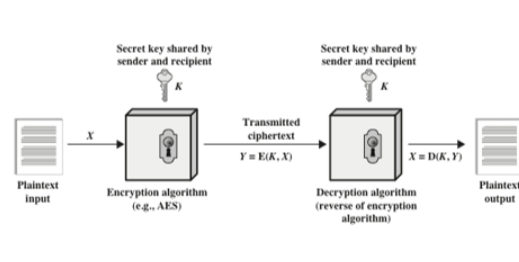 Secret key shared by
sender and recipient
K
Secret key shared by
sender and recipient
K
X
Transmitted
ciphertext
Y = E(K, X)
X = D(K, Y)
Plaintext
input
Encryption algorithm
(e.g., AES)
Decryption algorithm
(reverse of encryption
algorithm)
Plaintext
output